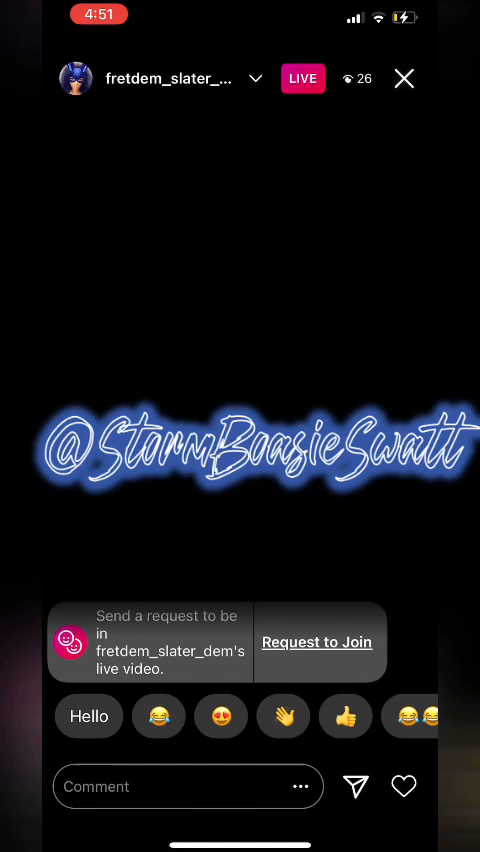 4:51
fretdem_slater_...
LIVE
26
@StormBoasieSwatt
Send a request to be
in
fretdem_slater_dem's
live video.
Request to Join
Hello
Comment